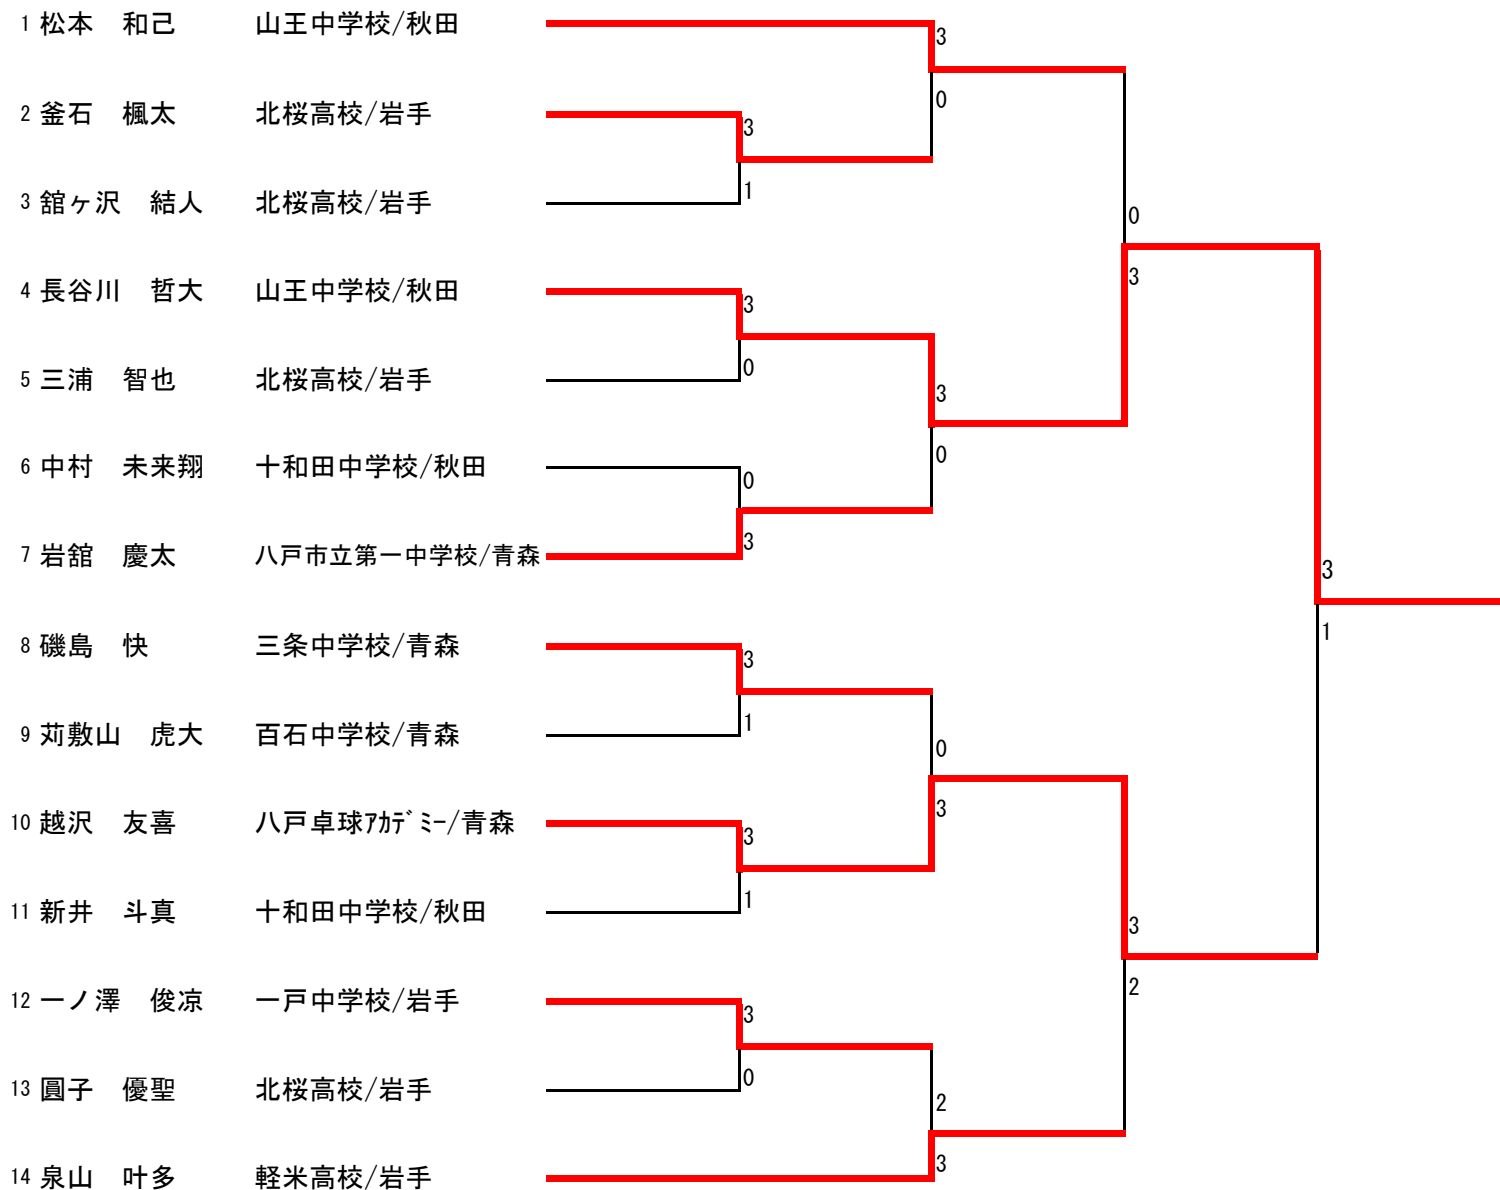 1 松本　和己　山王中学校/秋田
3
0
2 釜石　楓太　北桜高校/岩手
3
1
3 舘ヶ沢　結人　北桜高校/岩手
0
3
4 長谷川　哲大　山王中学校/秋田
3
0
5 三浦　智也　北桜高校/岩手
3
0
6 中村　未来翔　十和田中学校/秋田
0
3
7 岩舘　慶太　八戸市立第一中学校/青森
3
1
8 磯島　快　三条中学校/青森
3
1
9 苅敷山　虎大　百石中学校/青森
0
3
10 越沢　友喜　八戸卓球ｱｶﾃﾞﾐｰ/青森
3
1
11 新井　斗真　十和田中学校/秋田
3
2
12 一ノ澤　俊凉　一戸中学校/岩手
3
0
13 圓子　優聖　北桜高校/岩手
2
3
14 泉山　叶多　軽米高校/岩手